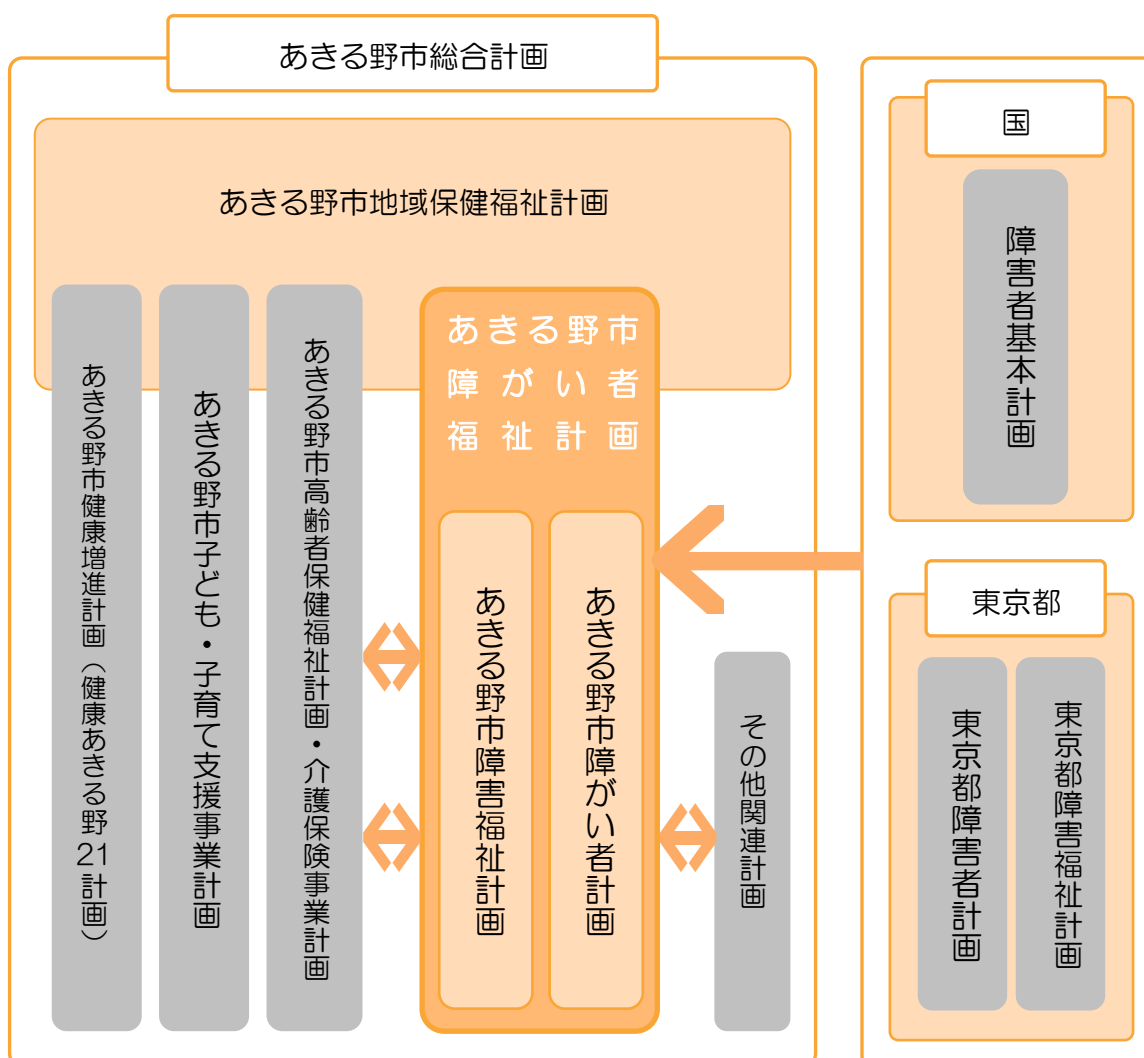 あきる野市総合計画
あきる野市地域保健福祉計画
あきる野市健康増進計画（健康あきる野21計画）
あきる野市子ども・子育て支援事業計画
あきる野市高齢者保健福祉計画・介護保険事業計画
あきる野市
障がい者
福祉計画
あきる野市障害福祉計画
あきる野市障がい者計画
その他関連計画
国
障害者基本計画
東京都
東京都障害者計画
東京都障害福祉計画